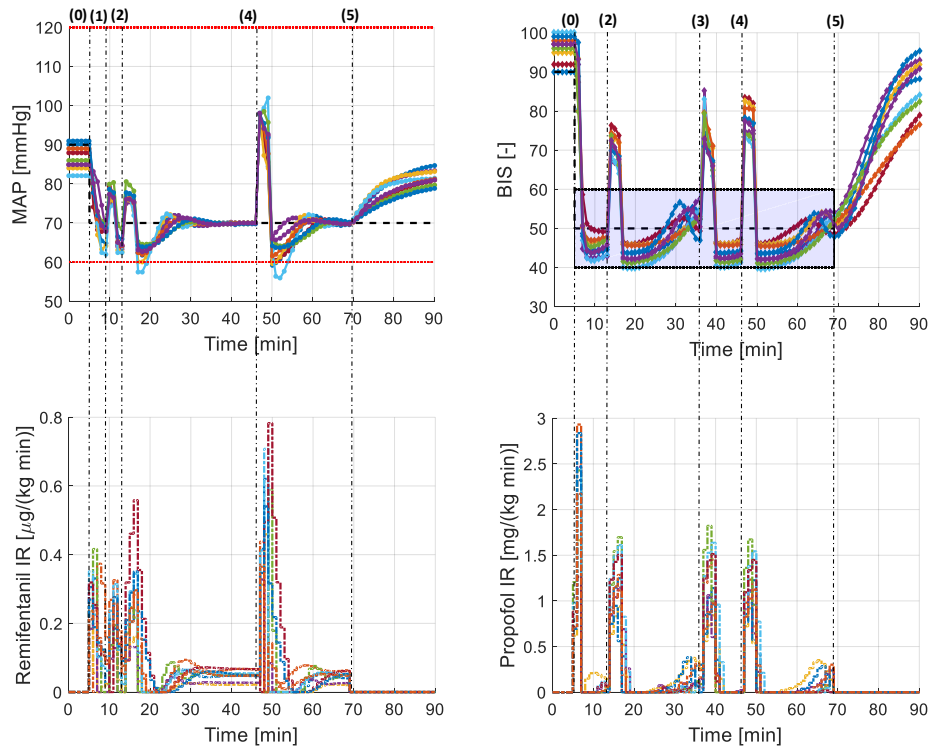 (0) (1) (2) (4) (5)
120
110
100
90
80
70
60
50
MAP [mmHg]
0 10 20 30 40 50 60 70 80 90
Time [min]
(0) (2) (3) (4) (5)
100
90
80
70
60
50
40
30
BIS [-]
0 10 20 30 40 50 60 70 80 90
Time [min]
0.8
0.6
0.4
0.2
0
Remifentanil IR [μg/(kg min)]
0 10 20 30 40 50 60 70 80 90
Time [min]
3
2.5
2
1.5
1
0.5
0
Propofol IR [mg/(kg min)]
0 10 20 30 40 50 60 70 80 90
Time [min]